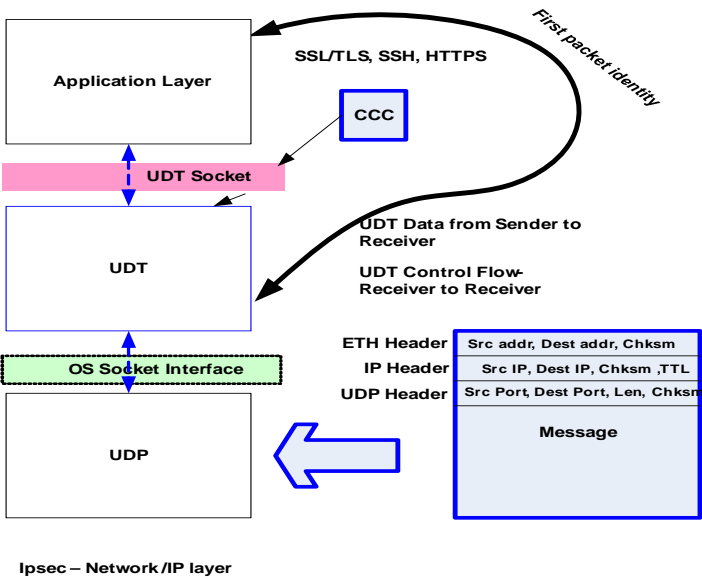 First packet identity
SSL/TLS, SSH, HTTPS
Application Layer
CCC
UDT Socket
UDT Data from Sender to
Receiver
UDT
UDT Control Flow-
Receiver to Receiver
ETH Header
Src addr, Dest addr, Chksm
IP Header
Src IP, Dest IP, Chksm ,TTL
OS Socket Interface
UDP Header
Src Port, Dest Port, Len, Chksm
Message
UDP
Ipsec – Network/IP layer